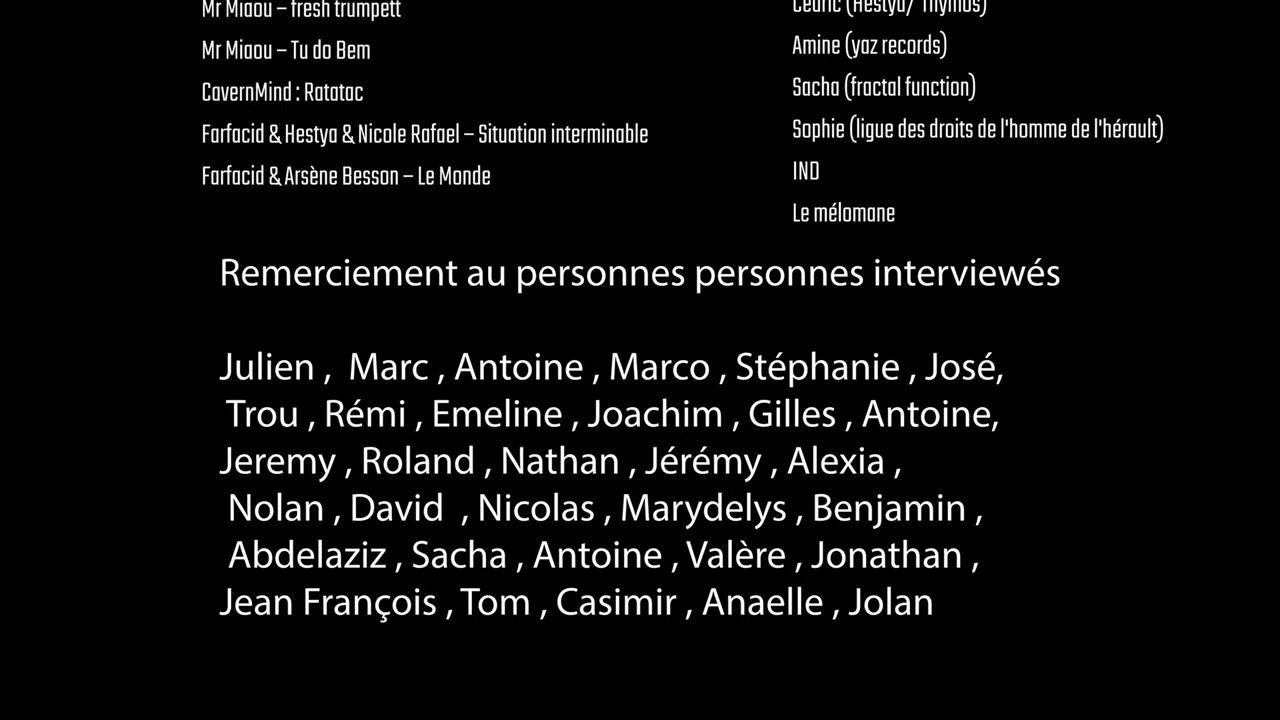 Mr Miaou – fresh trumpett
Mr Miaou – Tu do Bem
CavernMind : Ratatac
Farfacid & Hestya & Nicole Rafael – Situation interminable
Farfacid & Arsène Besson – Le Monde
Cédric (Hestya/ Thymos)
Amine (yaz records)
Sacha (fractal function)
Sophie (ligue des droits de l'homme de l'hérault)
IND
Le mélomane
Remerciement au personnes personnes interviewés
Julien , Marc , Antoine , Marco , Stéphanie , José,
Trou , Rémi , Emeline , Joachim , Gilles , Antoine,
Jeremy , Roland , Nathan , Jérémy , Alexia ,
Nolan , David , Nicolas , Marydelys , Benjamin ,
Abdelaziz , Sacha , Antoine , Valère , Jonathan ,
Jean François , Tom , Casimir , Anaelle , Jolan